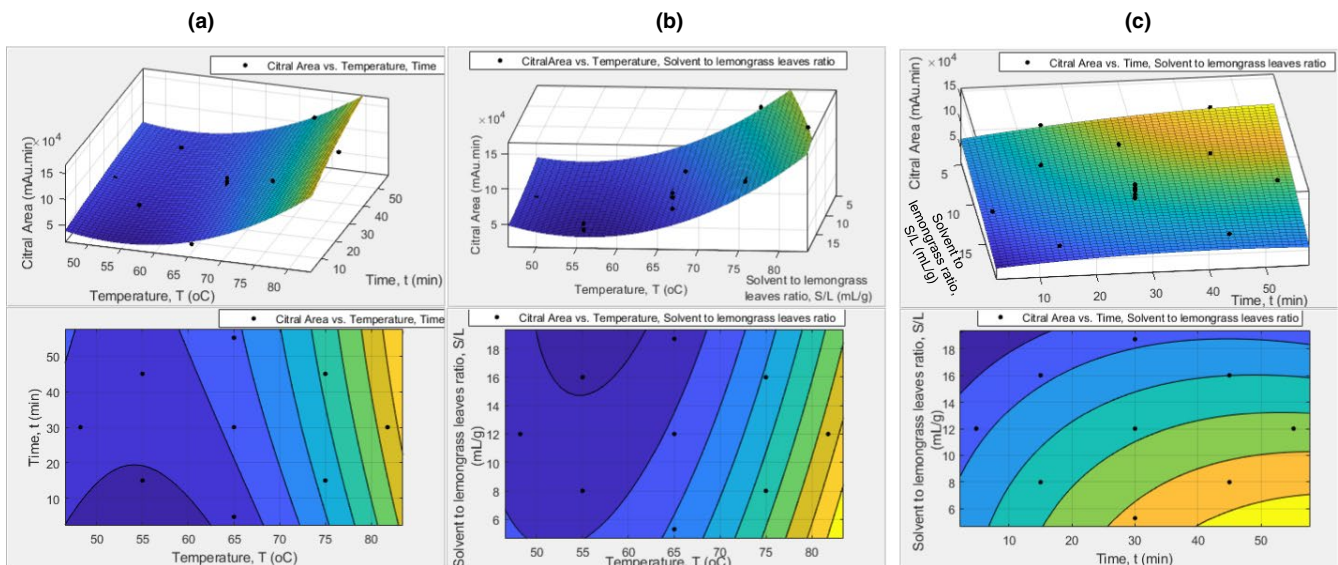 (a)
Citral Area vs. Temperature, Time
×10⁴
Citral Area (mAu.min)
15
10
5
50
55
60
65
70
75
80
Temperature, T (oC)
10
20
30
40
50
Time, t (min)
Citral Area vs. Temperature, Time
Time, t (min)
50
40
30
20
10
50
55
60
65
70
75
80
Temperature, T (oC)
(b)
CitralArea vs. Temperature, Solvent to lemongrass leaves ratio
×10⁴
Citral Area (mAu.min)
15
10
5
50
55
60
65
70
75
80
Temperature, T (oC)
5
10
15
Solvent to lemongrass
leaves ratio, S/L (mL/g)
Citral Area vs. Temperature, Solvent to lemongrass leaves ratio
Solvent to lemongrass leaves ratio, S/L
(mL/g)
18
16
14
12
10
8
6
50
55
60
65
70
75
80
Temperature, T (oC)
(c)
Citral Area vs. Time, Solvent to lemongrass leaves ratio
×10⁴
Citral Area (mAu.min)
15
10
5
5
10
15
Solvent to
lemongrass ratio,
S/L (mL/g)
10
20
30
40
50
Time, t (min)
Citral Area vs. Time, Solvent to lemongrass leaves ratio
Solvent to lemongrass leaves ratio, S/L
(mL/g)
18
16
14
12
10
8
6
10
20
30
40
50
Time, t (min)